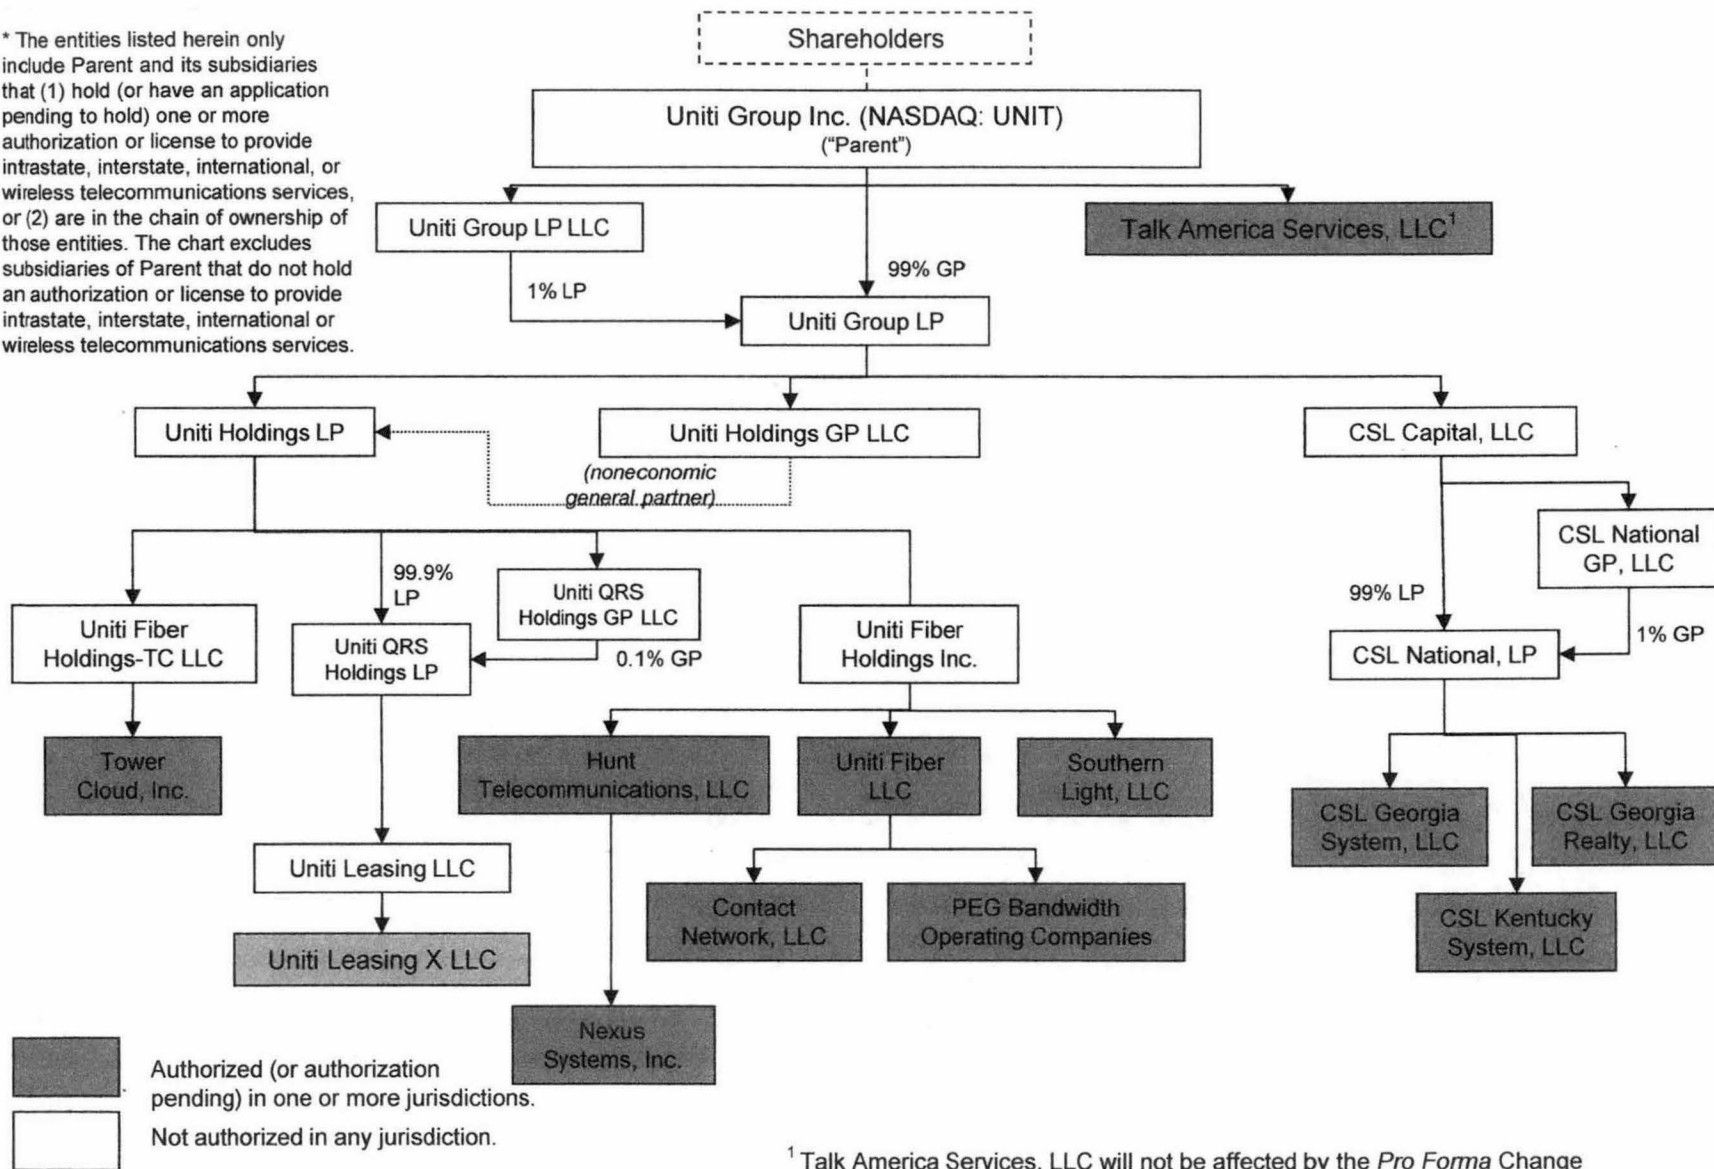 * The entities listed herein only
include Parent and its subsidiaries
that (1) hold (or have an application
pending to hold) one or more
authorization or license to provide
intrastate, interstate, international, or
wireless telecommunications services,
or (2) are in the chain of ownership of
those entities. The chart excludes
subsidiaries of Parent that do not hold
an authorization or license to provide
intrastate, interstate, international or
wireless telecommunications services.
Shareholders
Uniti Group Inc. (NASDAQ: UNIT)
("Parent")
Uniti Group LP LLC
Talk America Services, LLC¹
1% LP
99% GP
Uniti Group LP
Uniti Holdings LP
Uniti Holdings GP LLC
CSL Capital, LLC
(noneconomic
general partner)
CSL National
GP, LLC
99.9%
LP
Uniti QRS
Holdings GP LLC
99% LP
Uniti Fiber
Holdings-TC LLC
Uniti QRS
Holdings LP
0.1% GP
Uniti Fiber
Holdings Inc.
CSL National, LP
1% GP
Tower
Cloud, Inc.
Hunt
Telecommunications, LLC
Uniti Fiber
LLC
Southern
Light, LLC
CSL Georgia
System, LLC
CSL Georgia
Realty, LLC
Uniti Leasing LLC
Contact
Network, LLC
PEG Bandwidth
Operating Companies
CSL Kentucky
System, LLC
Uniti Leasing X LLC
Nexus
Systems, Inc.
Authorized (or authorization
pending) in one or more jurisdictions.
Not authorized in any jurisdiction.
¹ Talk America Services, LLC will not be affected by the Pro Forma Change